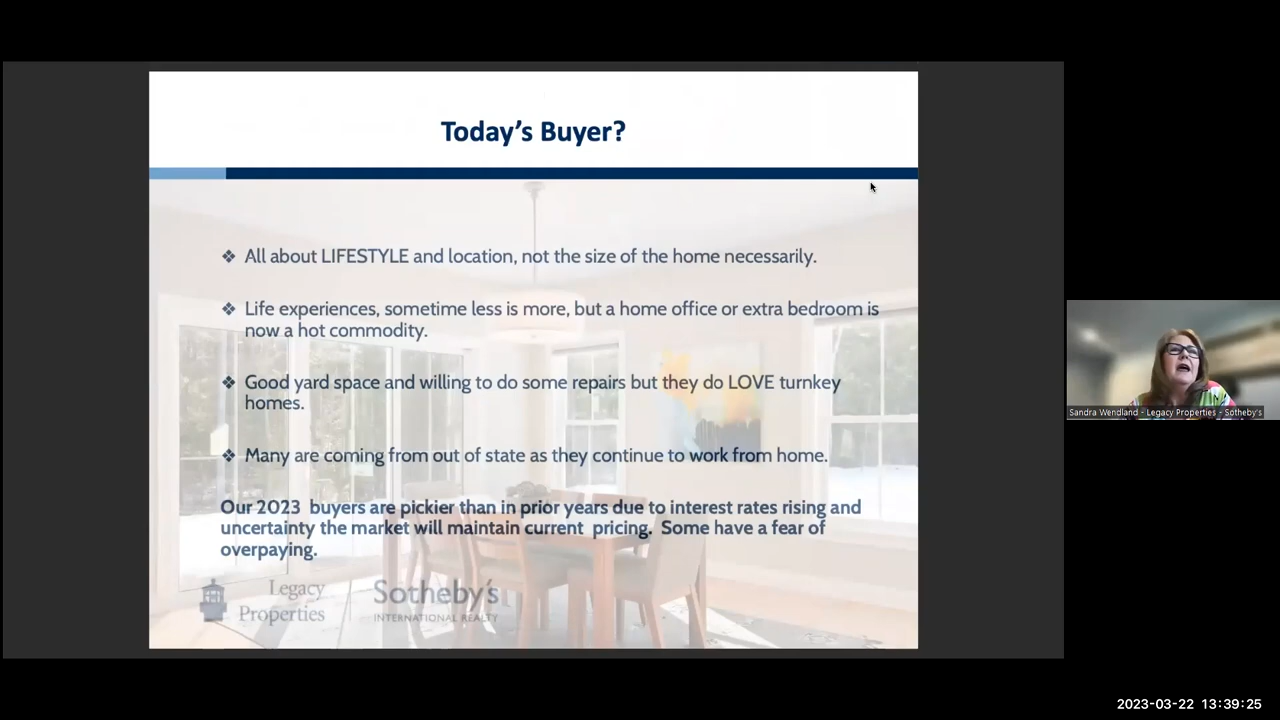 Today's Buyer?
❖ All about LIFESTYLE and location, not the size of the home necessarily.
❖ Life experiences, sometime less is more, but a home office or extra bedroom is
now a hot commodity.
❖ Good yard space and willing to do some repairs but they do LOVE turnkey
homes.
❖ Many are coming from out of state as they continue to work from home.
Our 2023 buyers are pickier than in prior years due to interest rates rising and
uncertainty the market will maintain current pricing. Some have a fear of
overpaying.
Legacy
Properties
Sotheby's
INTERNATIONAL REALTY
Sandra Wendland - Legacy Properties - Sotheby's
2023-03-22 13:39:25